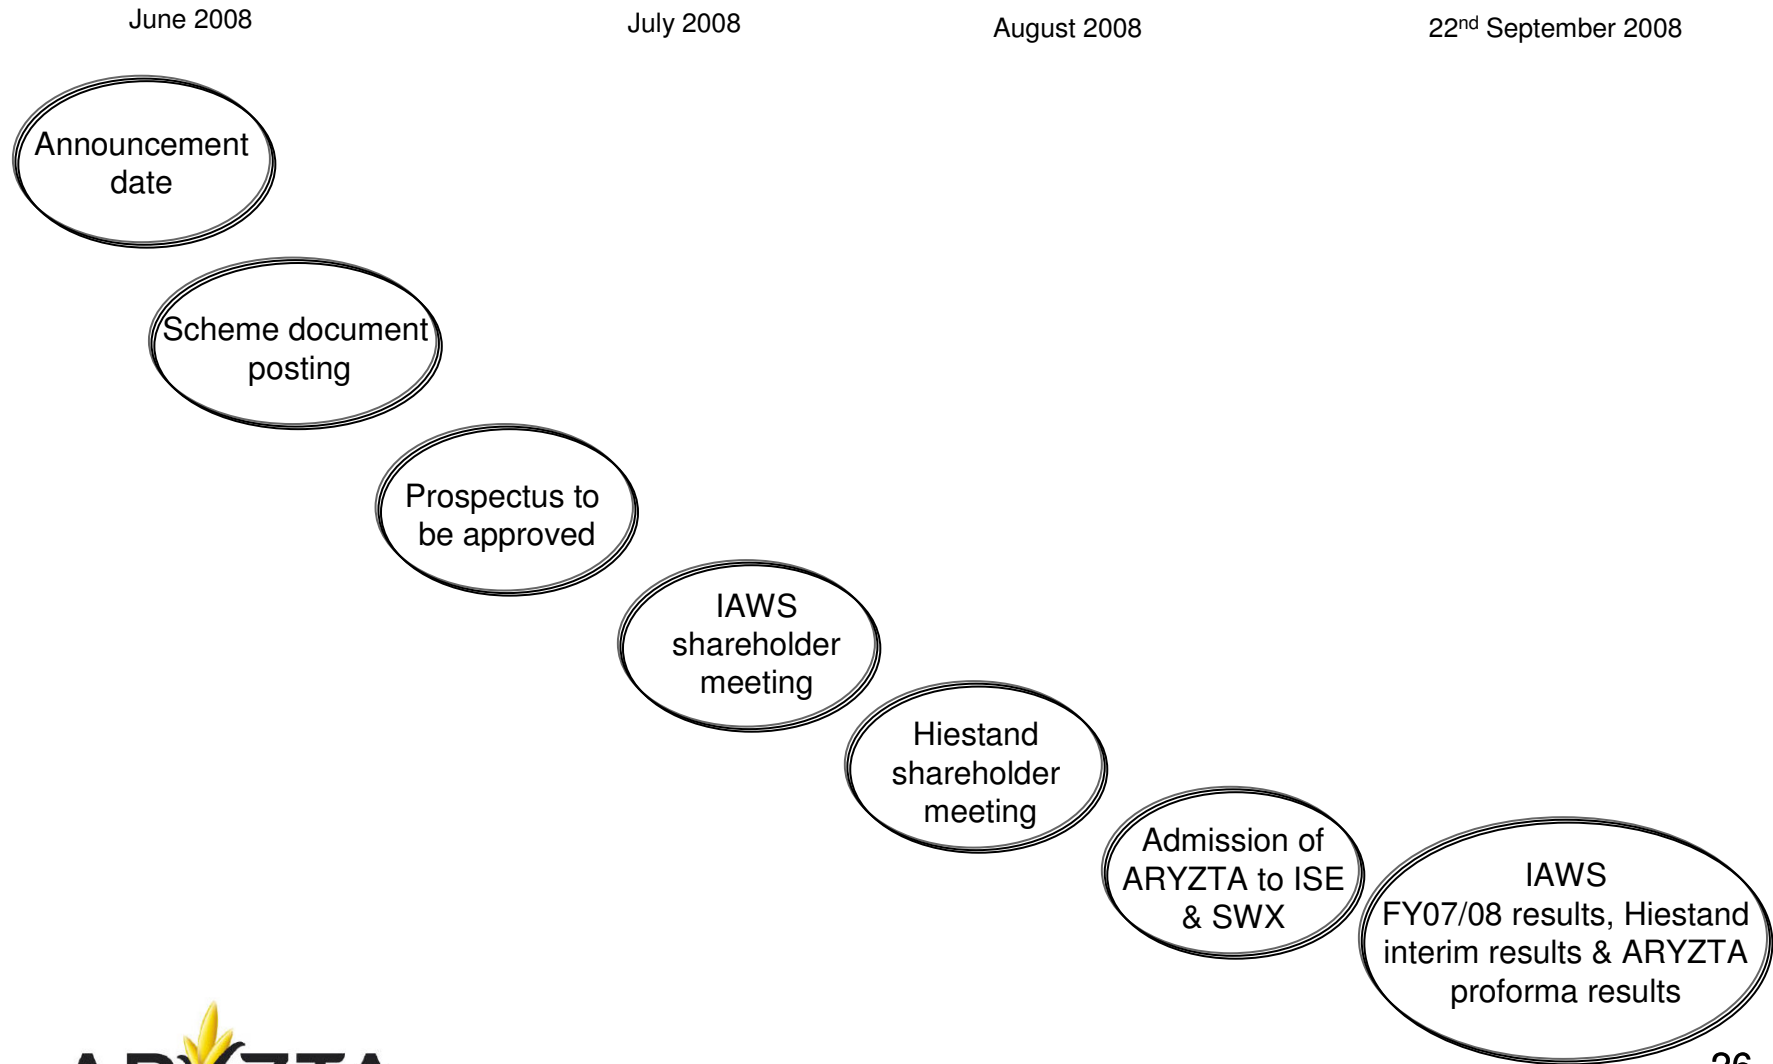 June 2008
July 2008
August 2008
22nd September 2008
Announcement
date
Scheme document
posting
Prospectus to
be approved
IAWS
shareholder
meeting
Hiestand
shareholder
meeting
Admission of
ARYZTA to ISE
& SWX
IAWS
FY07/08 results, Hiestand
interim results & ARYZTA
proforma results
ARYZTA
26